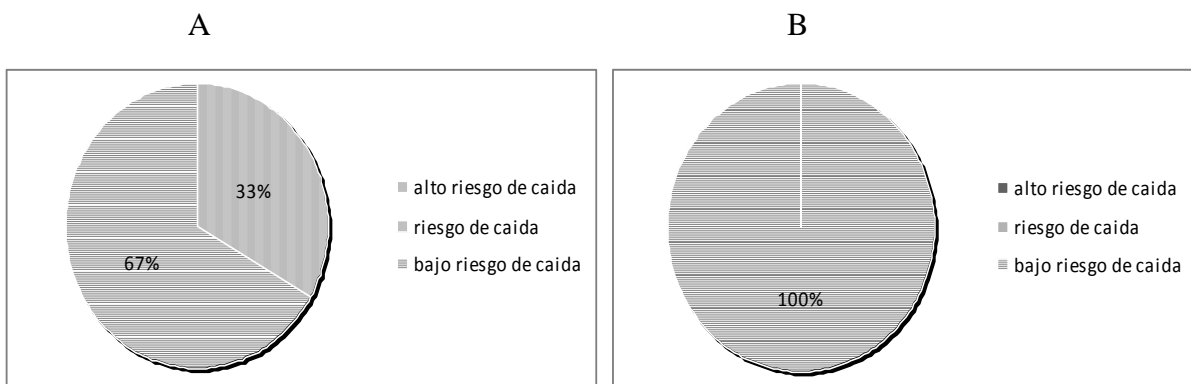 A
33%
67%
alto riesgo de caida
riesgo de caida
bajo riesgo de caida
B
100%
alto riesgo de caida
riesgo de caida
bajo riesgo de caida